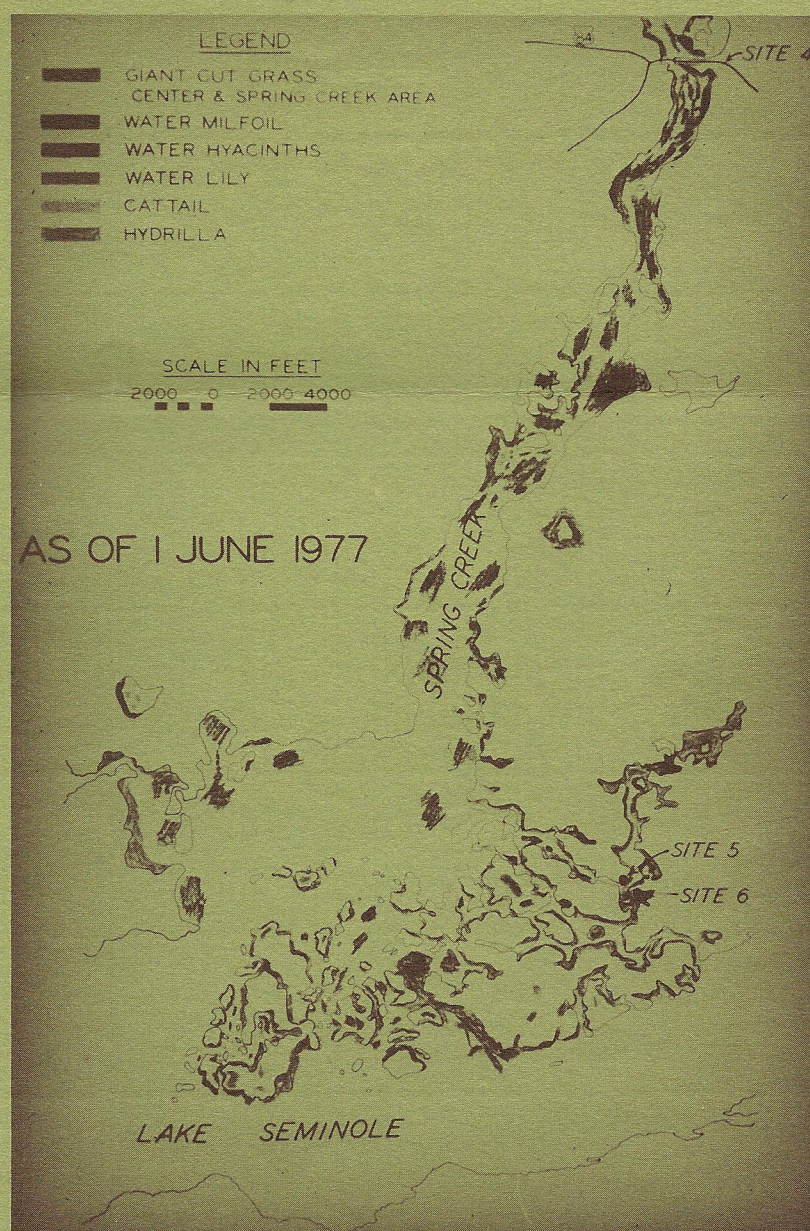 LEGEND
GIANT CUT GRASS
CENTER & SPRING CREEK AREA
WATER MILFOIL
WATER HYACINTHS
WATER LILY
CATTAIL
HYDRILLA
84
SITE 4
SCALE IN FEET
2000 0 2000 4000
AS OF 1 JUNE 1977
SPRING CREEK
SITE 5
SITE 6
LAKE SEMINOLE